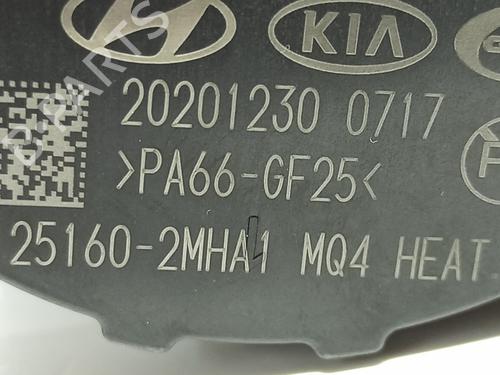 KIA
20201230 0717
>PA66-GF25<
25160-2MHA1 MQ4 HEAT